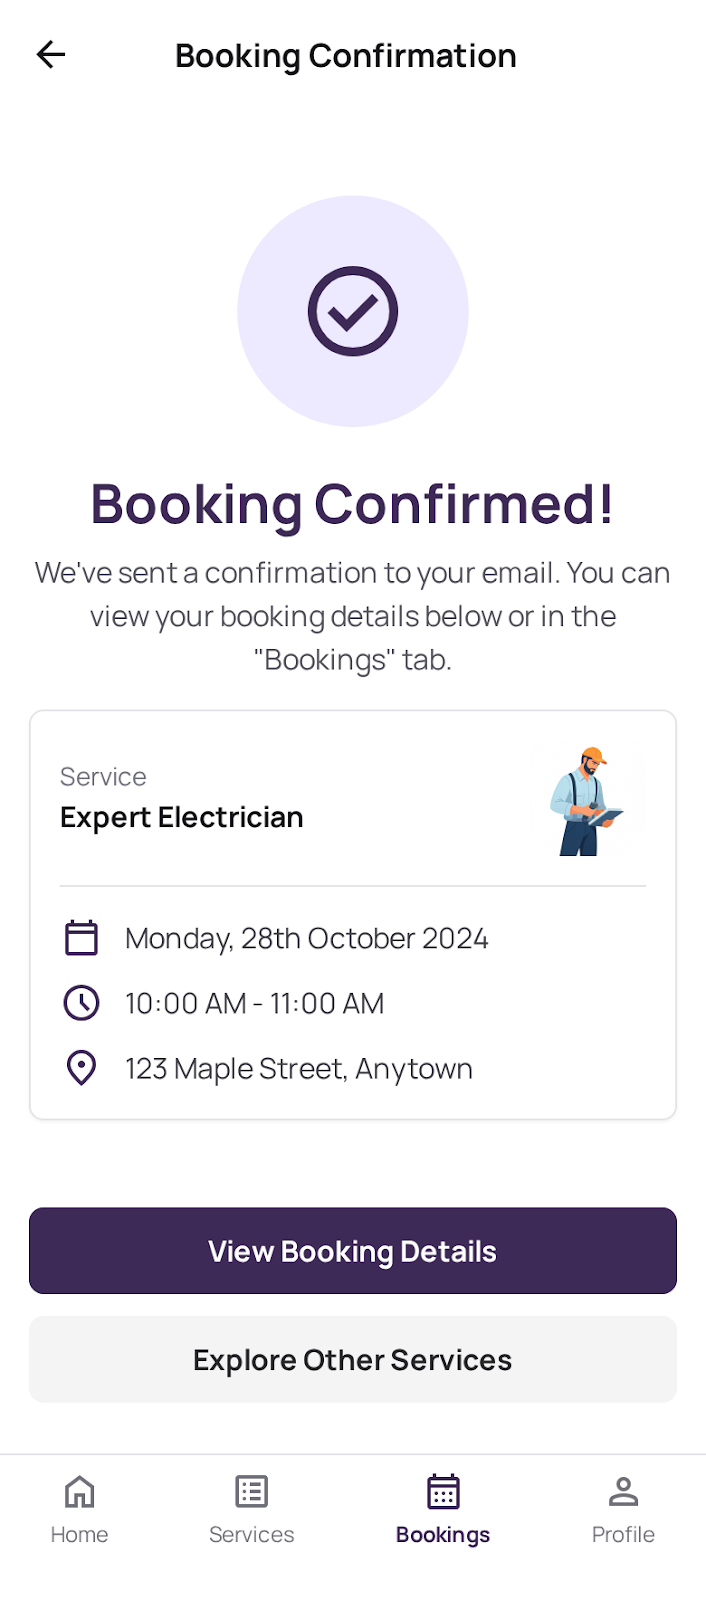 Booking Confirmation
Booking Confirmed!
We've sent a confirmation to your email. You can
view your booking details below or in the
"Bookings" tab.
Service
Expert Electrician
Monday, 28th October 2024
10:00 AM - 11:00 AM
123 Maple Street, Anytown
View Booking Details
Explore Other Services
Home
Services
Bookings
Profile